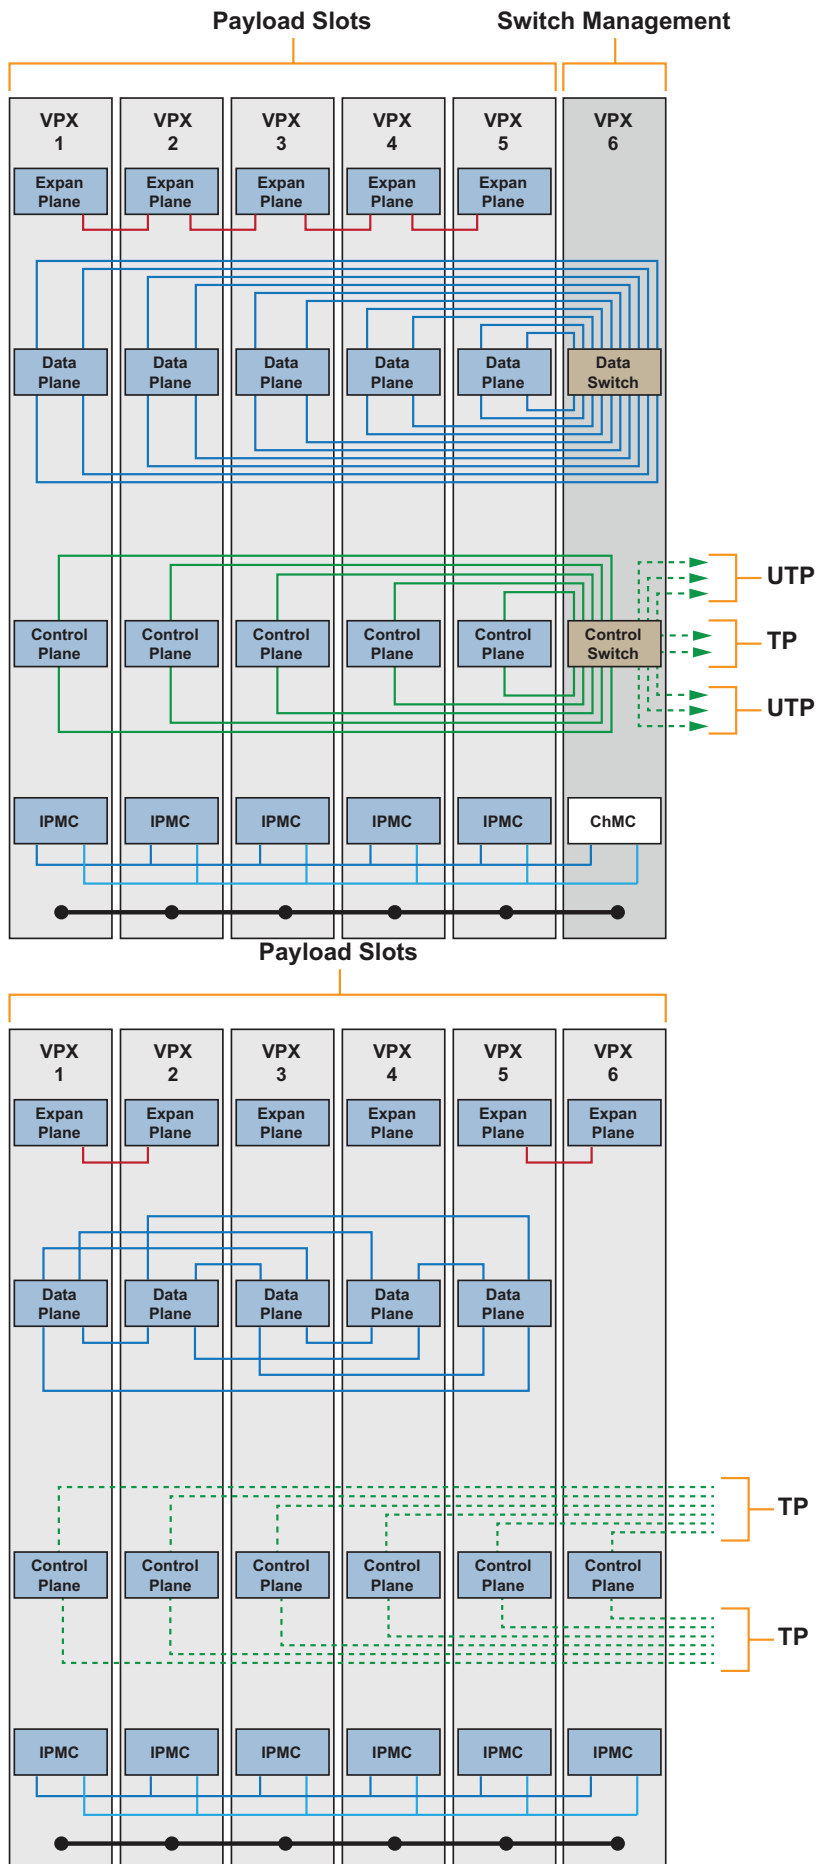 Payload Slots
Switch Management
VPX
1
VPX
2
VPX
3
VPX
4
VPX
5
VPX
6
Expan
Plane
Expan
Plane
Expan
Plane
Expan
Plane
Expan
Plane
Data
Plane
Data
Plane
Data
Plane
Data
Plane
Data
Plane
Data
Switch
UTP
Control
Plane
Control
Plane
Control
Plane
Control
Plane
Control
Plane
Control
Switch
TP
UTP
IPMC
IPMC
IPMC
IPMC
IPMC
ChMC
Payload Slots
VPX
1
VPX
2
VPX
3
VPX
4
VPX
5
VPX
6
Expan
Plane
Expan
Plane
Expan
Plane
Expan
Plane
Expan
Plane
Expan
Plane
Data
Plane
Data
Plane
Data
Plane
Data
Plane
Data
Plane
TP
Control
Plane
Control
Plane
Control
Plane
Control
Plane
Control
Plane
Control
Plane
TP
IPMC
IPMC
IPMC
IPMC
IPMC
IPMC